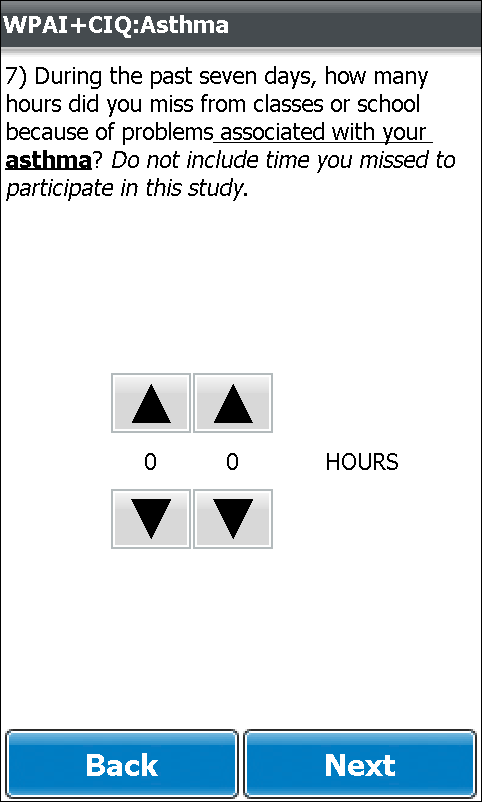 WPAI+CIQ:Asthma
7) During the past seven days, how many
hours did you miss from classes or school
because of problems associated with your
asthma? Do not include time you missed to
participate in this study.
0 0 HOURS
Back Next